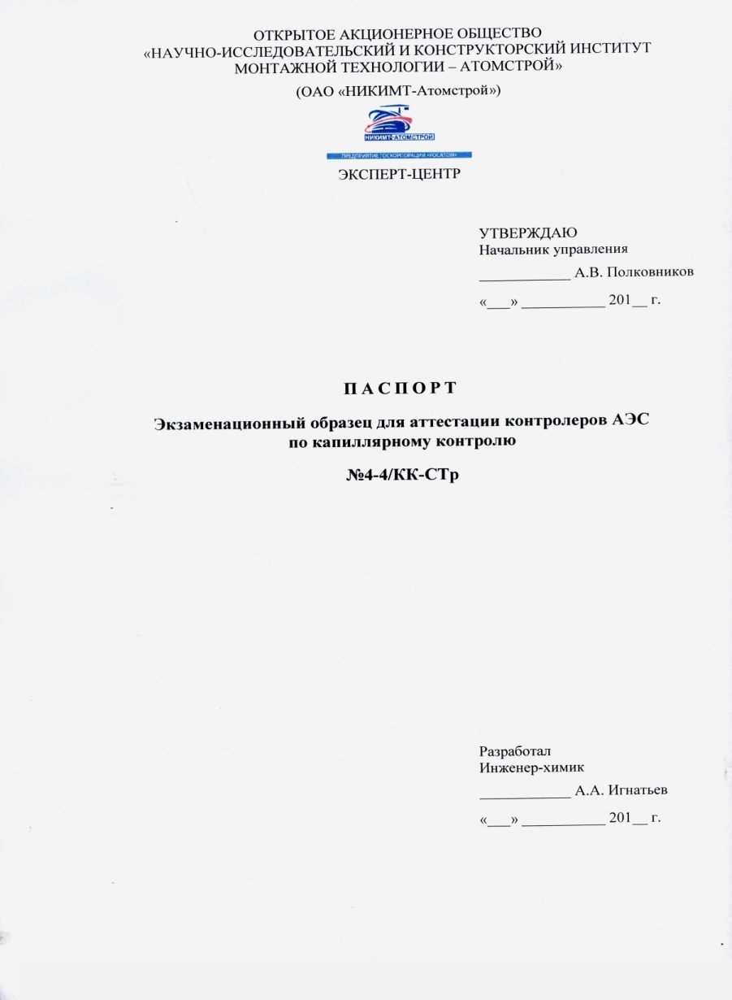 ОТКРЫТОЕ АКЦИОНЕРНОЕ ОБЩЕСТВО
«НАУЧНО-ИССЛЕДОВАТЕЛЬСКИЙ И КОНСТРУКТОРСКИЙ ИНСТИТУТ
МОНТАЖНОЙ ТЕХНОЛОГИИ – АТОМСТРОЙ»
(ОАО «НИКИМТ-Атомстрой»)
НИКИМТ-АТОМСТРОЙ
ПРЕДПРИЯТИЕ ГОСКОРПОРАЦИИ «РОСАТОМ»
ЭКСПЕРТ-ЦЕНТР
УТВЕРЖДАЮ
Начальник управления
____________ А.В. Полковников
«___» ___________ 201__ г.
П А С П О Р Т
Экзаменационный образец для аттестации контролеров АЭС
по капиллярному контролю
№4-4/КК-СТр
Разработал
Инженер-химик
____________ А.А. Игнатьев
«___» ___________ 201__ г.